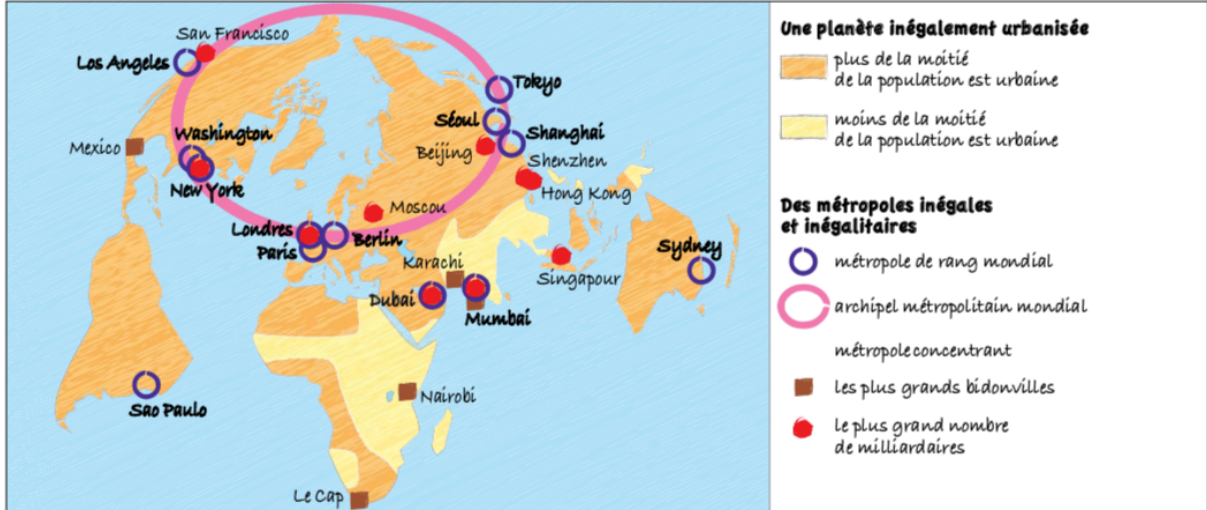 San Francisco
Los Angeles
Tokyo
Séoul
Shanghai
Washington
Mexico
Beijing
Shenzhen
Hong Kong
New York
Moscou
Londres
Berlin
Paris
Sydney
Karachi
Singapour
Dubai
Mumbai
Nairobi
Sao Paulo
Le Cap
Une planète inégalement urbanisée
plus de la moitié
de la population est urbaine
moins de la moitié
de la population est urbaine
Des métropoles inégales
et inégalitaires
métropole de rang mondial
archipel métropolitain mondial
métropole concentrant
les plus grands bidonvilles
le plus grand nombre
de milliardaires